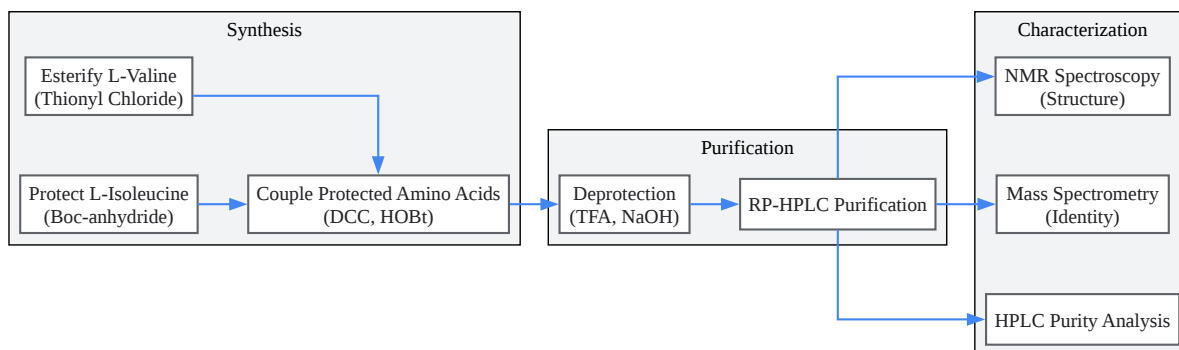 Synthesis
Esterify L-Valine
(Thionyl Chloride)
Protect L-Isoleucine
(Boc-anhydride)
Couple Protected Amino Acids
(DCC, HOBt)
Purification
Deprotection
(TFA, NaOH)
RP-HPLC Purification
Characterization
NMR Spectroscopy
(Structure)
Mass Spectrometry
(Identity)
HPLC Purity Analysis